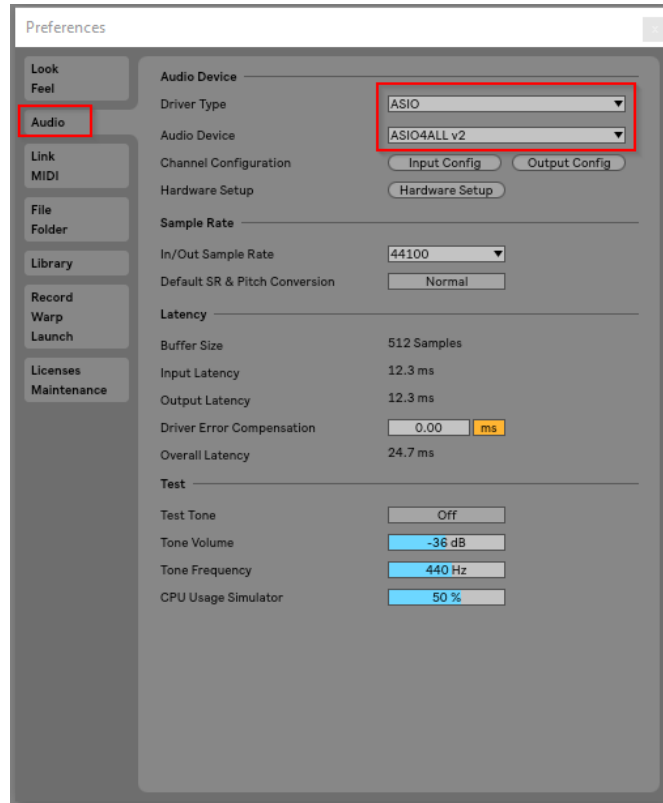 Preferences
Look
Feel
Audio
Link
MIDI
File
Folder
Library
Record
Warp
Launch
Licenses
Maintenance
Audio Device
Driver Type
ASIO
Audio Device
ASIO4ALL v2
Channel Configuration
Input Config
Output Config
Hardware Setup
Hardware Setup
Sample Rate
In/Out Sample Rate
44100
Default SR & Pitch Conversion
Normal
Latency
Buffer Size
512 Samples
Input Latency
12.3 ms
Output Latency
12.3 ms
Driver Error Compensation
0.00
ms
Overall Latency
24.7 ms
Test
Test Tone
Off
Tone Volume
-36 dB
Tone Frequency
440 Hz
CPU Usage Simulator
50 %